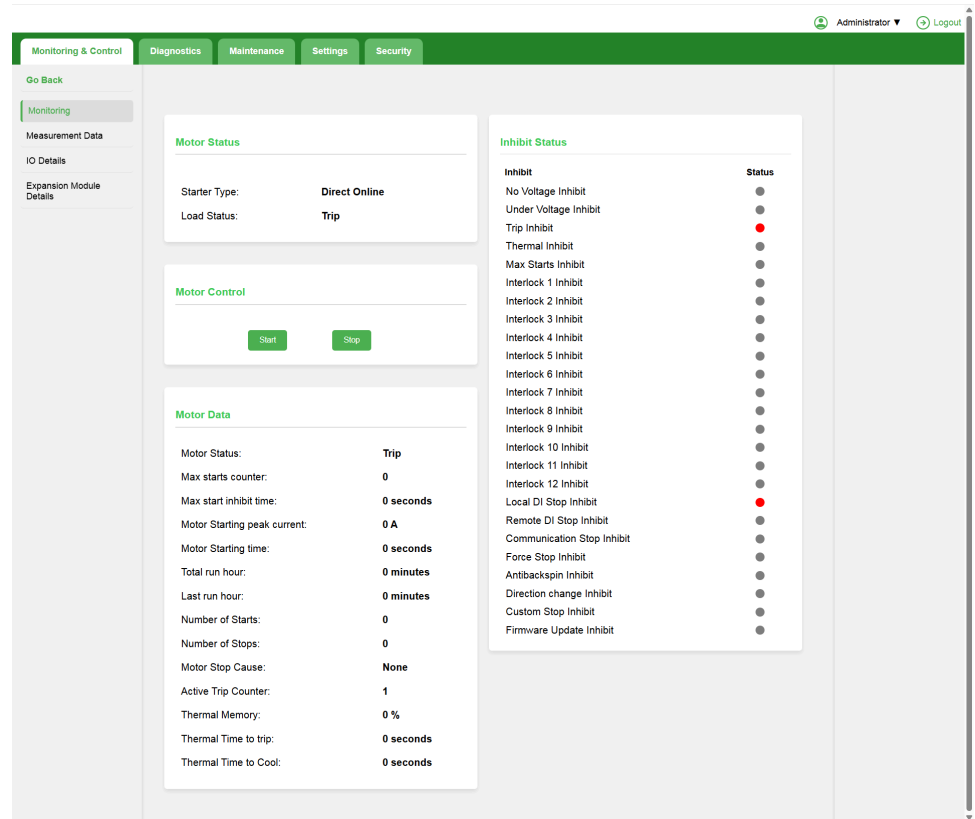 Administrator ▼ Logout
Monitoring & Control Diagnostics Maintenance Settings Security
Go Back
Monitoring
Measurement Data
IO Details
Expansion Module
Details
Motor Status
Starter Type: Direct Online
Load Status: Trip
Motor Control
Start Stop
Motor Data
Motor Status: Trip
Max starts counter: 0
Max start inhibit time: 0 seconds
Motor Starting peak current: 0 A
Motor Starting time: 0 seconds
Total run hour: 0 minutes
Last run hour: 0 minutes
Number of Starts: 0
Number of Stops: 0
Motor Stop Cause: None
Active Trip Counter: 1
Thermal Memory: 0 %
Thermal Time to trip: 0 seconds
Thermal Time to Cool: 0 seconds
Inhibit Status
Inhibit Status
No Voltage Inhibit
Under Voltage Inhibit
Trip Inhibit
Thermal Inhibit
Max Starts Inhibit
Interlock 1 Inhibit
Interlock 2 Inhibit
Interlock 3 Inhibit
Interlock 4 Inhibit
Interlock 5 Inhibit
Interlock 6 Inhibit
Interlock 7 Inhibit
Interlock 8 Inhibit
Interlock 9 Inhibit
Interlock 10 Inhibit
Interlock 11 Inhibit
Interlock 12 Inhibit
Local DI Stop Inhibit
Remote DI Stop Inhibit
Communication Stop Inhibit
Force Stop Inhibit
Antibackspin Inhibit
Direction change Inhibit
Custom Stop Inhibit
Firmware Update Inhibit